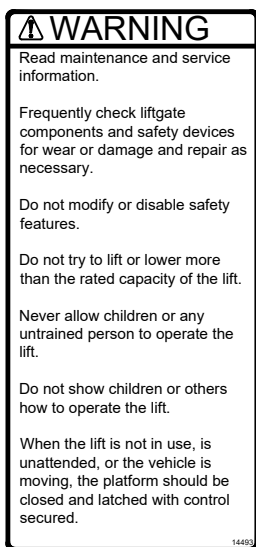 WARNING
Read maintenance and service
information.
Frequently check liftgate
components and safety devices
for wear or damage and repair as
necessary.
Do not modify or disable safety
features.
Do not try to lift or lower more
than the rated capacity of the lift.
Never allow children or any
untrained person to operate the
lift.
Do not show children or others
how to operate the lift.
When the lift is not in use, is
unattended, or the vehicle is
moving, the platform should be
closed and latched with control
secured.
14493